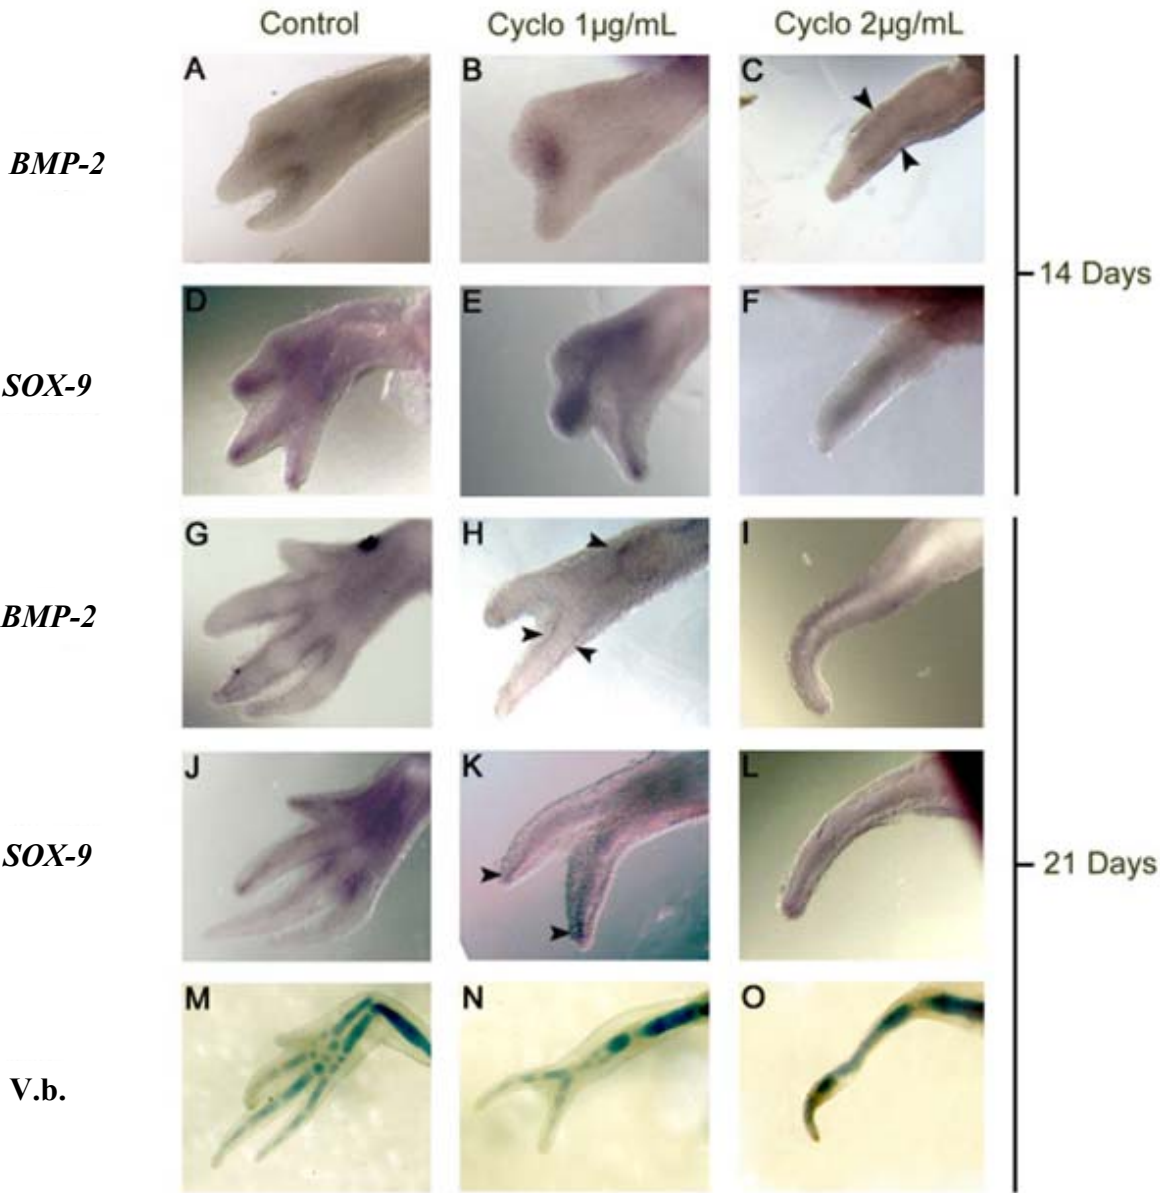 Control Cyclo 1µg/mL Cyclo 2µg/mL
A B C
BMP-2
14 Days
D E F
SOX-9
G H I
BMP-2
J K L
SOX-9
21 Days
M N O
V.b.